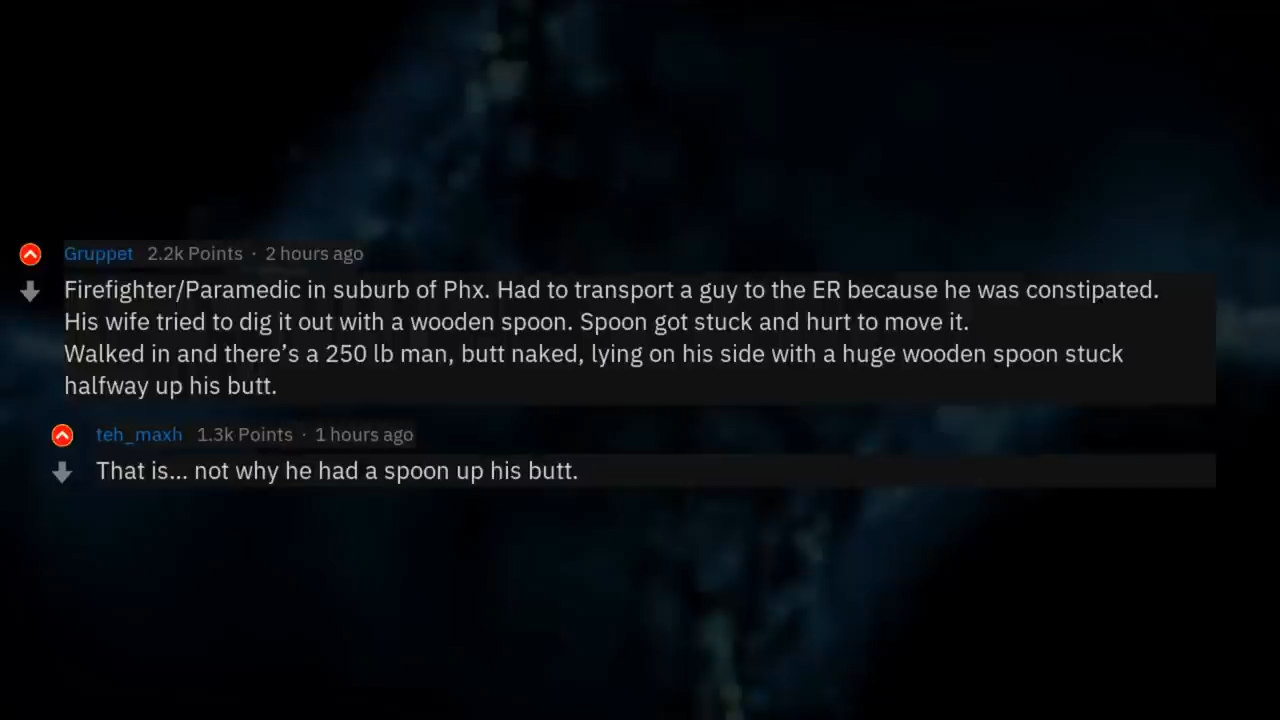 Gruppet 2.2k Points · 2 hours ago
Firefighter/Paramedic in suburb of Phx. Had to transport a guy to the ER because he was constipated.
His wife tried to dig it out with a wooden spoon. Spoon got stuck and hurt to move it.
Walked in and there’s a 250 lb man, butt naked, lying on his side with a huge wooden spoon stuck
halfway up his butt.
teh_maxh 1.3k Points · 1 hours ago
That is... not why he had a spoon up his butt.